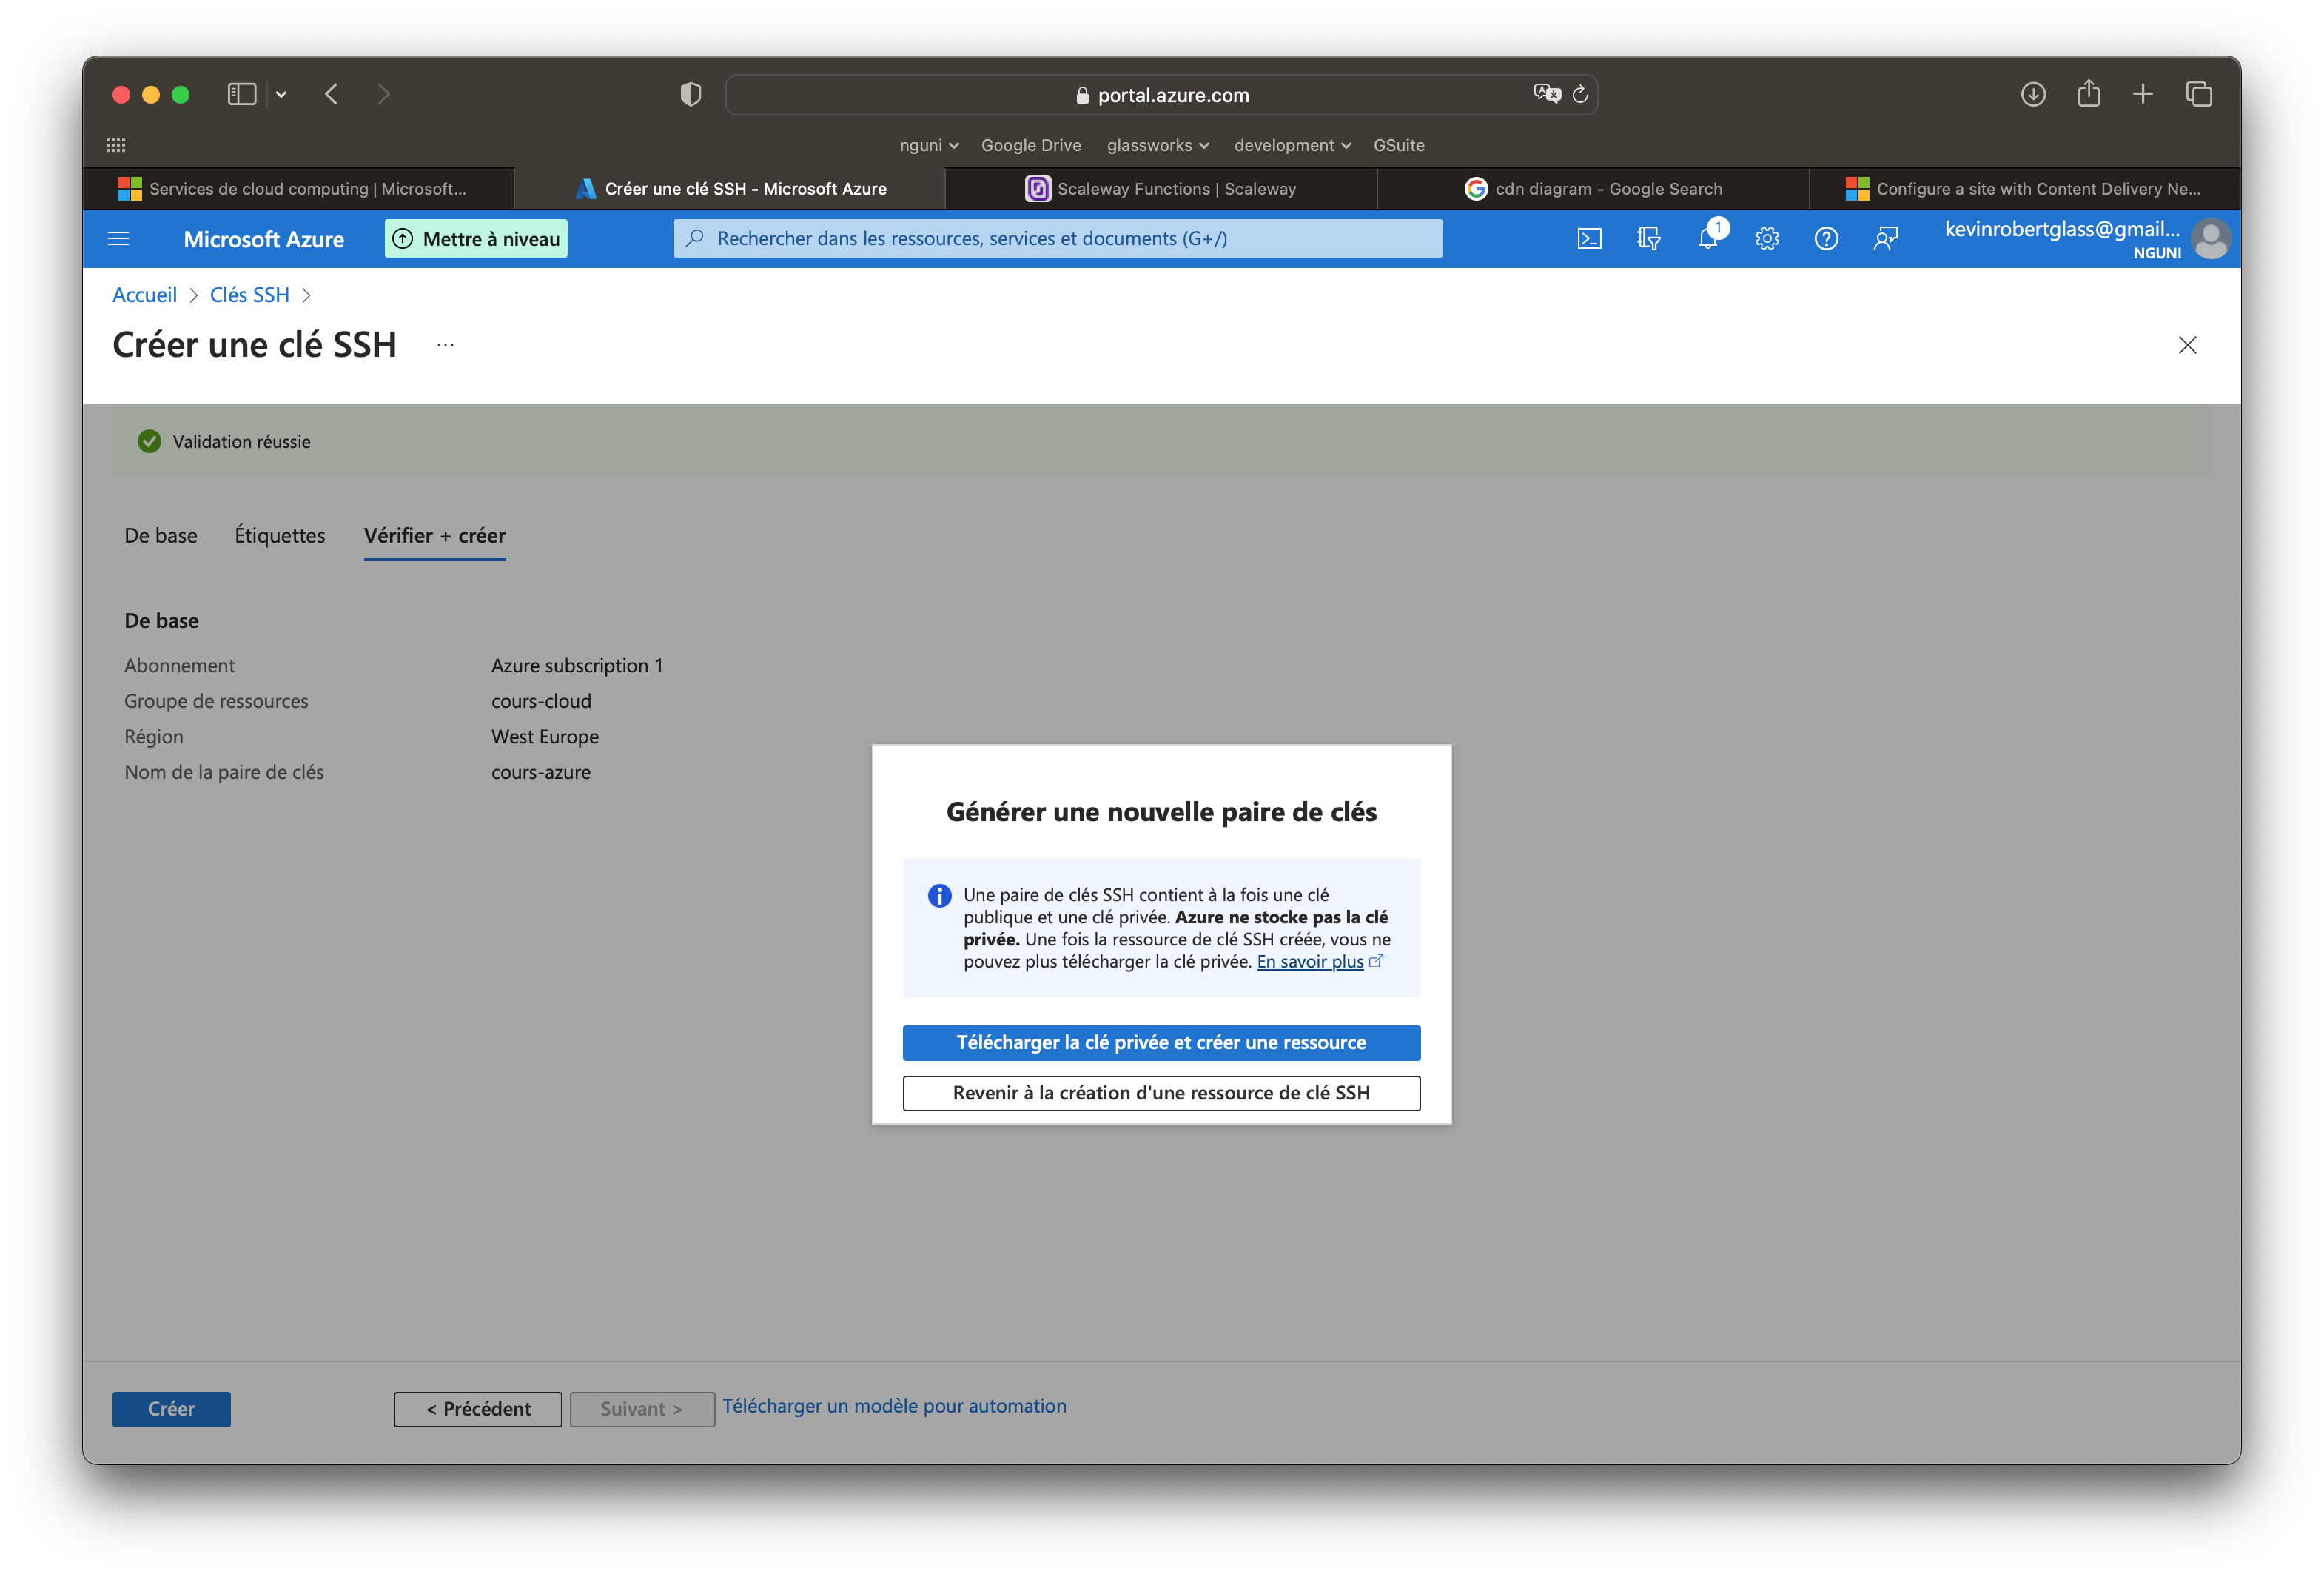 portal.azure.com
nguni
Google Drive
glassworks
development
GSuite
Services de cloud computing | Microsoft...
Créer une clé SSH - Microsoft Azure
Scaleway Functions | Scaleway
cdn diagram - Google Search
Configure a site with Content Delivery Ne...
Microsoft Azure
Mettre à niveau
Rechercher dans les ressources, services et documents (G+/)
1
kevinrobertglass@gmail...
NGUNI
Accueil > Clés SSH >
Créer une clé SSH ...
Validation réussie
De base
Étiquettes
Vérifier + créer
De base
Abonnement Azure subscription 1
Groupe de ressources cours-cloud
Région West Europe
Nom de la paire de clés cours-azure
Générer une nouvelle paire de clés
Une paire de clés SSH contient à la fois une clé
publique et une clé privée. Azure ne stocke pas la clé
privée. Une fois la ressource de clé SSH créée, vous ne
pouvez plus télécharger la clé privée. En savoir plus
Télécharger la clé privée et créer une ressource
Revenir à la création d'une ressource de clé SSH
Créer
< Précédent
Suivant >
Télécharger un modèle pour automation